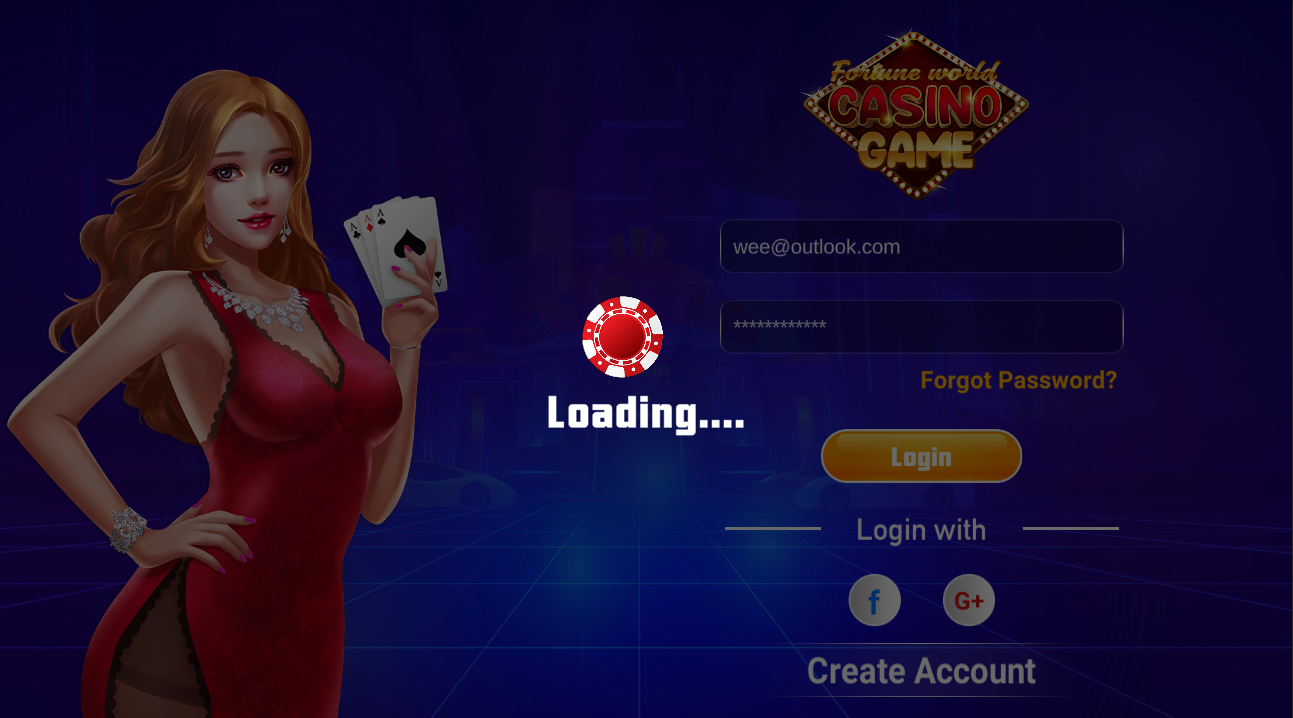 Fortune world
CASINO
GAME
wee@outlook.com
************
Forgot Password?
Loading....
Login
Login with
f
G+
Create Account
A
A
A
A